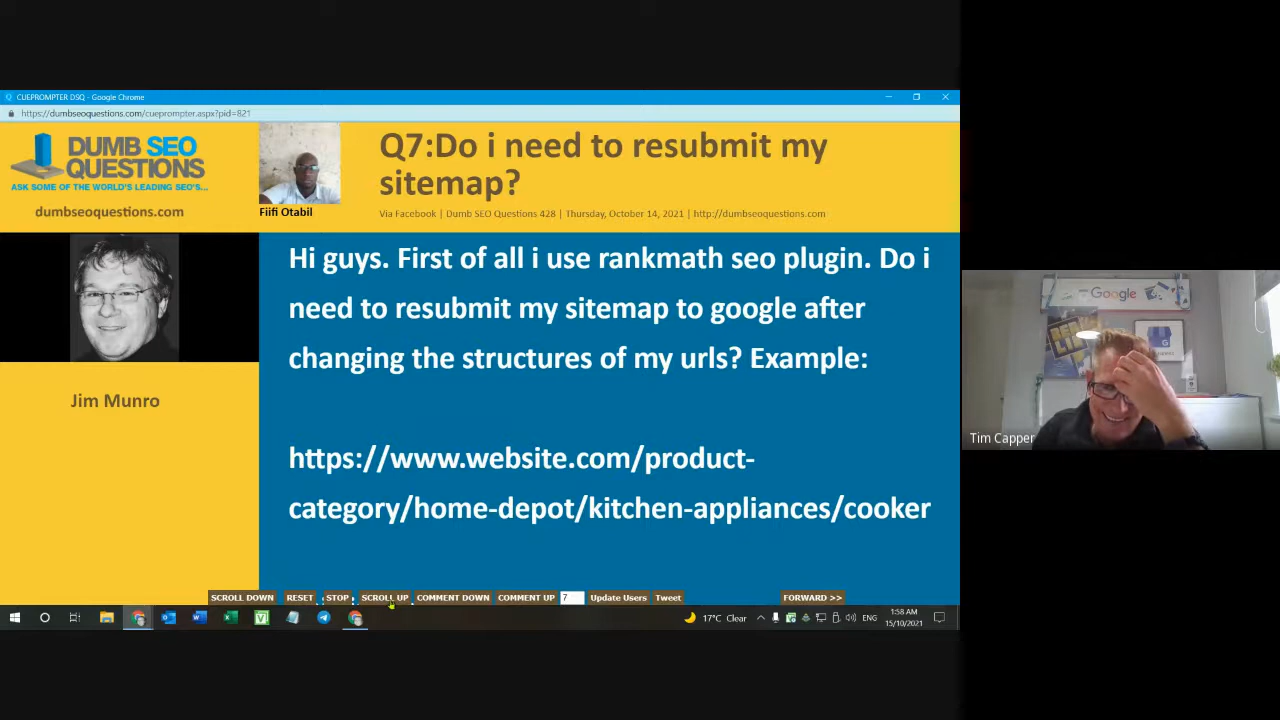 CUEPROMPTER DSQ - Google Chrome
https://dumbseoquestions.com/cueprompter.aspx?pid=821
DUMB SEO
QUESTIONS
ASK SOME OF THE WORLD'S LEADING SEO'S...
dumbseoquestions.com
Fiifi Otabil
Q7:Do i need to resubmit my
sitemap?
Via Facebook | Dumb SEO Questions 428 | Thursday, October 14, 2021 | http://dumbseoquestions.com
Jim Munro
Hi guys. First of all i use rankmath seo plugin. Do i
need to resubmit my sitemap to google after
changing the structures of my urls? Example:
https://www.website.com/product-
category/home-depot/kitchen-appliances/cooker
Google
Tim Capper
SCROLL DOWN RESET STOP SCROLL UP COMMENT DOWN COMMENT UP 7 Update Users Tweet FORWARD >>
17°C Clear ENG 1:58 AM
15/10/2021